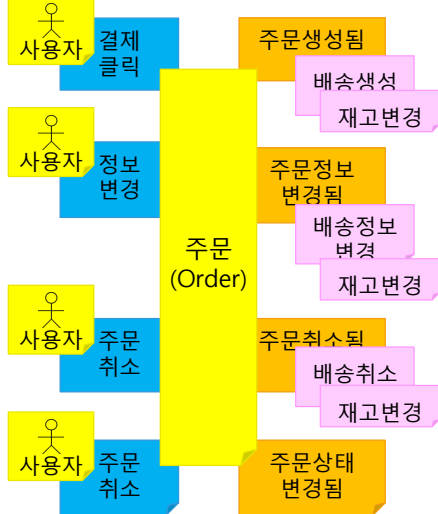 사용자
결제
클릭
주문생성됨
배송생성
재고변경
사용자
정보
변경
주문정보
변경됨
배송정보
변경
재고변경
주문
(Order)
사용자
주문
취소
주문취소됨
배송취소
재고변경
사용자
주문
취소
주문상태
변경됨